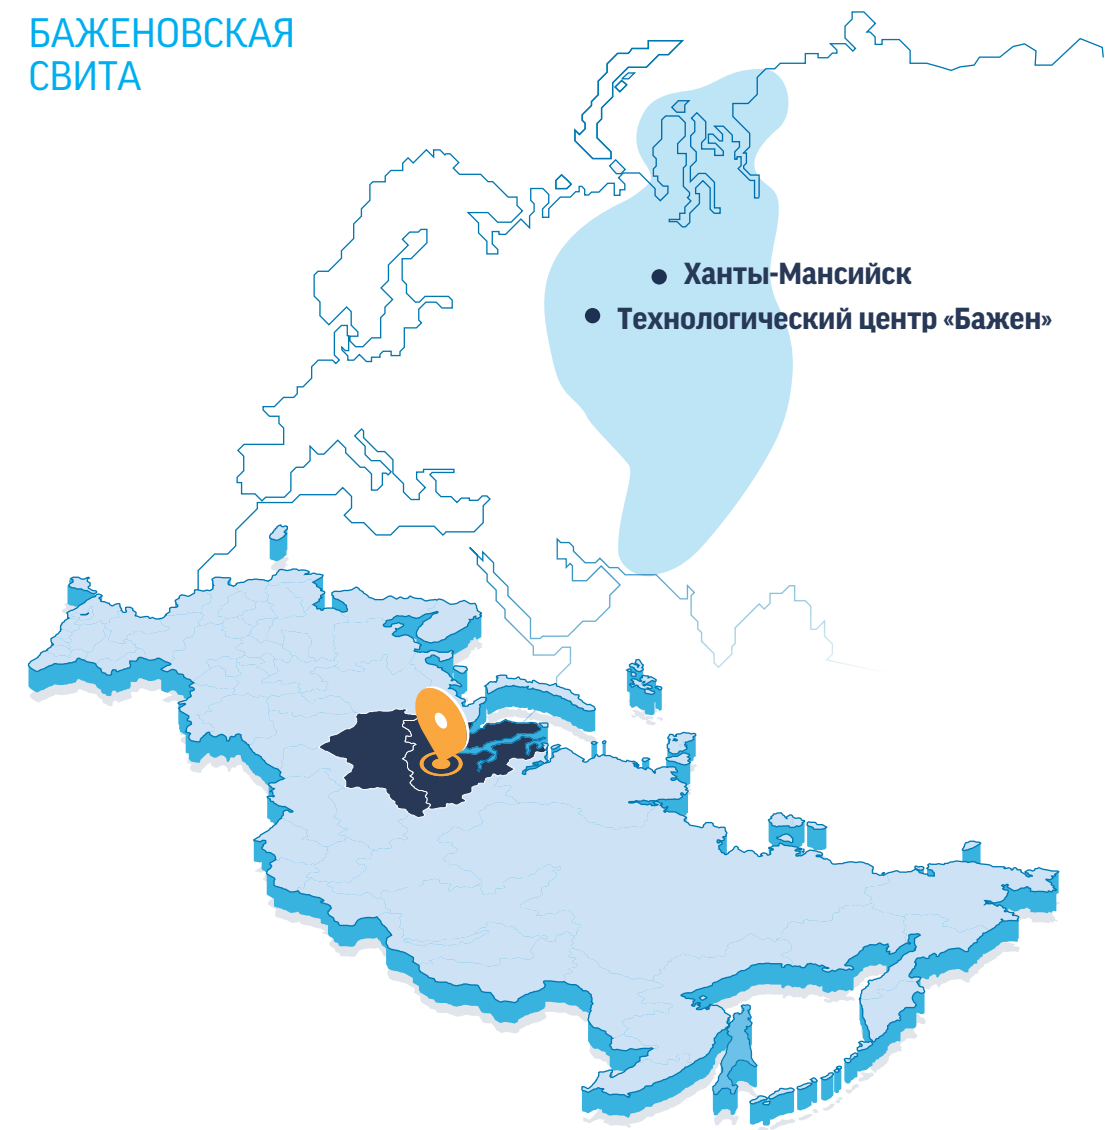 БАЖЕНОВСКАЯ
СВИТА
Ханты-Мансийск
Технологический центр «Бажен»